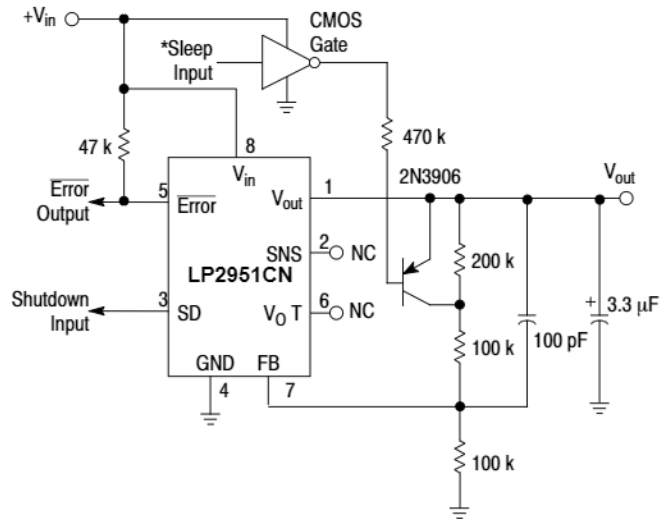 +Vin
CMOS
Gate
*Sleep
Input
470 k
47 k
8
Vin
2N3906
Vout
Error
Output
5
Error
Vout
1
SNS
2
NC
200 k
LP2951CN
Shutdown
Input
3
SD
VO T
6
NC
+
3.3 µF
100 k
100 pF
GND
FB
4
7
100 k